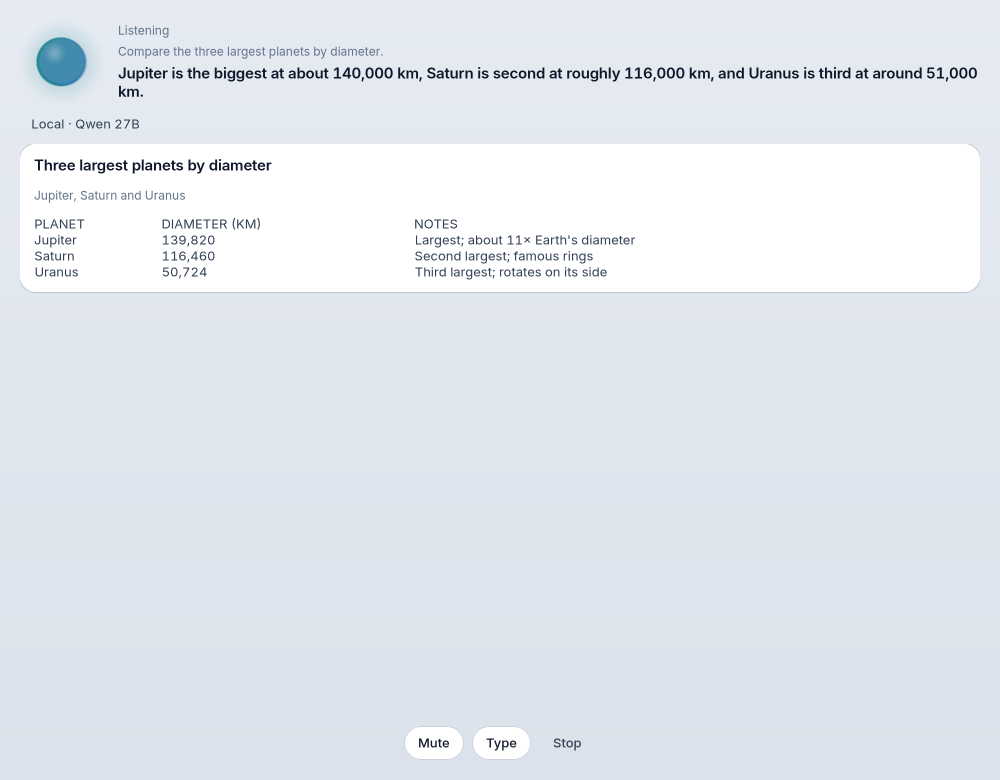 Listening
Compare the three largest planets by diameter.
Jupiter is the biggest at about 140,000 km, Saturn is second at roughly 116,000 km, and Uranus is third at around 51,000
km.
Local · Qwen 27B
Three largest planets by diameter
Jupiter, Saturn and Uranus
PLANET DIAMETER (KM) NOTES
Jupiter 139,820 Largest; about 11× Earth's diameter
Saturn 116,460 Second largest; famous rings
Uranus 50,724 Third largest; rotates on its side
Mute Type Stop